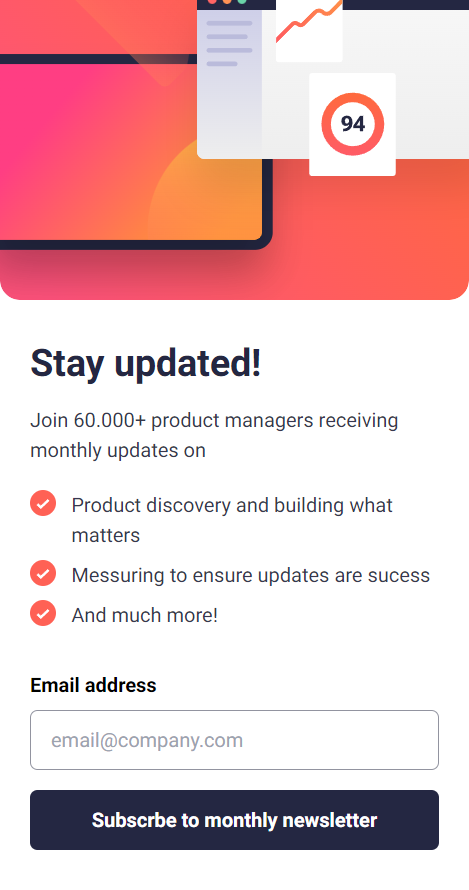 94
Stay updated!
Join 60.000+ product managers receiving
monthly updates on
Product discovery and building what
matters
Messuring to ensure updates are sucess
And much more!
Email address
email@company.com
Subscrbe to monthly newsletter